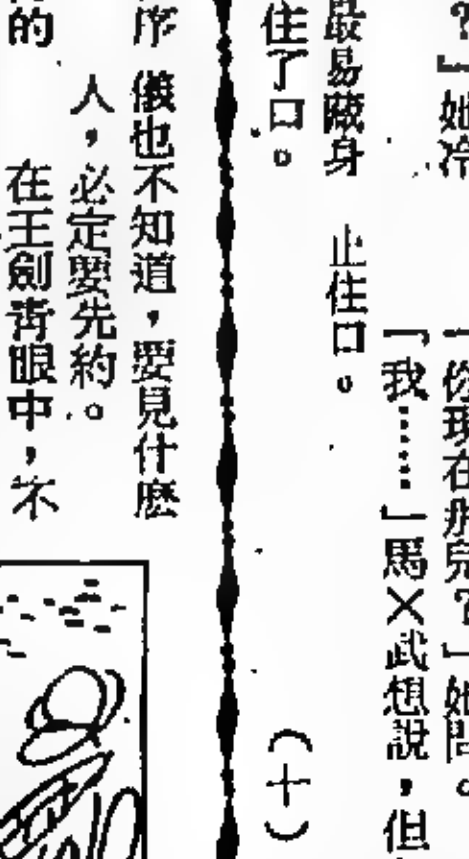 ？」她冷
「你現在那兒？」她問。
「我……」馬╳武想說，但
最易藏身
止住口。
住了口。
（十）
序
儀也不知道，要見什麽
人，必定要先約。
的
在王劍青眼中，不